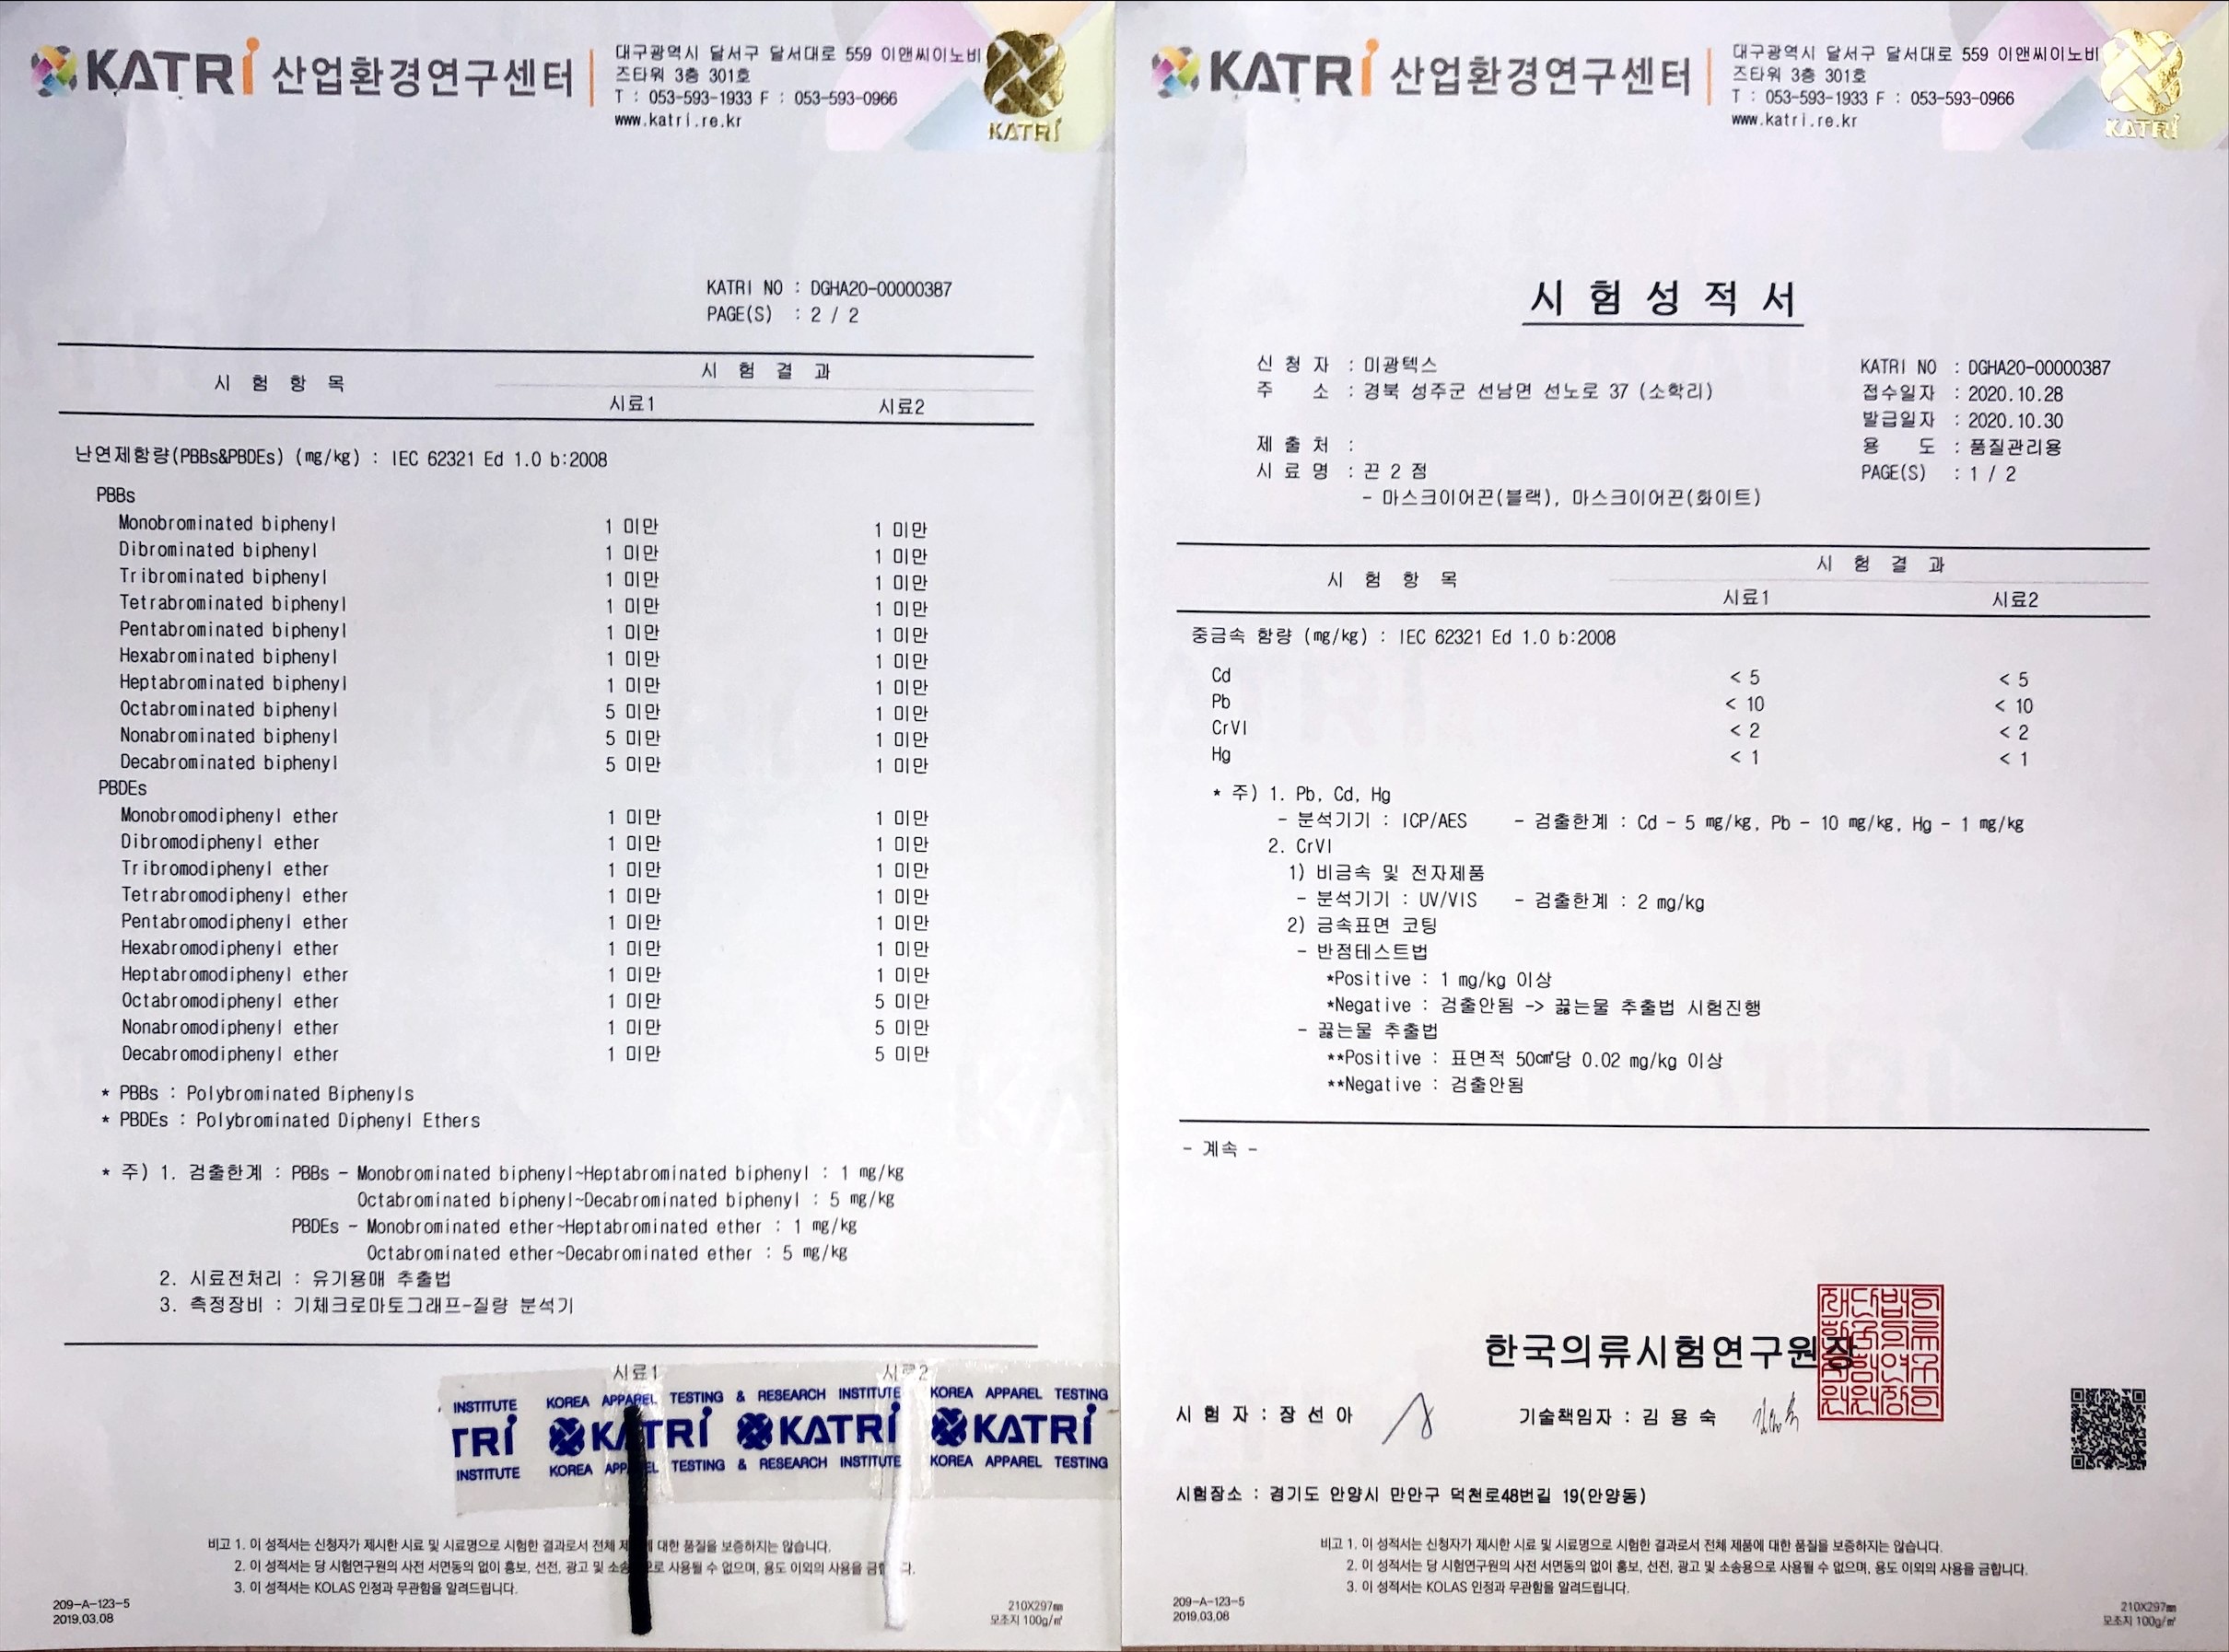 KATRi 산업환경연구센터
대구광역시 달서구 달서대로 559 이앤씨이노비
즈타워 3층 301호
T : 053-593-1933 F : 053-593-0966
www.katri.re.kr
KATRi
KATRI NO : DGHA20-00000387
PAGE(S) : 2 / 2
시 험 항 목
시 험 결 과
시료1 시료2
난연제함량(PBBs&PBDEs) (mg/kg) : IEC 62321 Ed 1.0 b:2008
PBBs
Monobrominated biphenyl 1 미만 1 미만
Dibrominated biphenyl 1 미만 1 미만
Tribrominated biphenyl 1 미만 1 미만
Tetrabrominated biphenyl 1 미만 1 미만
Pentabrominated biphenyl 1 미만 1 미만
Hexabrominated biphenyl 1 미만 1 미만
Heptabrominated biphenyl 1 미만 1 미만
Octabrominated biphenyl 5 미만 1 미만
Nonabrominated biphenyl 5 미만 1 미만
Decabrominated biphenyl 5 미만 1 미만
PBDEs
Monobromodiphenyl ether 1 미만 1 미만
Dibromodiphenyl ether 1 미만 1 미만
Tribromodiphenyl ether 1 미만 1 미만
Tetrabromodiphenyl ether 1 미만 1 미만
Pentabromodiphenyl ether 1 미만 1 미만
Hexabromodiphenyl ether 1 미만 1 미만
Heptabromodiphenyl ether 1 미만 1 미만
Octabromodiphenyl ether 1 미만 5 미만
Nonabromodiphenyl ether 1 미만 5 미만
Decabromodiphenyl ether 1 미만 5 미만
* PBBs : Polybrominated Biphenyls
* PBDEs : Polybrominated Diphenyl Ethers
* 주) 1. 검출한계 : PBBs - Monobrominated biphenyl~Heptabrominated biphenyl : 1 mg/kg
Octabrominated biphenyl~Decabrominated biphenyl : 5 mg/kg
PBDEs - Monobrominated ether~Heptabrominated ether : 1 mg/kg
Octabrominated ether~Decabrominated ether : 5 mg/kg
2. 시료전처리 : 유기용매 추출법
3. 측정장비 : 기체크로마토그래프-질량 분석기
시료1 시료2
INSTITUTE KOREA APPAREL TESTING & RESEARCH INSTITUTE KOREA APPAREL TESTING
TRi KATRi KATRi KATRi
INSTITUTE KOREA APPAREL TESTING & RESEARCH INSTITUTE KOREA APPAREL TESTING
비고 1. 이 성적서는 신청자가 제시한 시료 및 시료명으로 시험한 결과로서 전체 대한 품질을 보증하지는 않습니다.
2. 이 성적서는 당 시험연구원의 사전 서면동의 없이 홍보, 선전, 광고 및 소송 로 사용될 수 없으며, 용도 이외의 사용을 금 다.
3. 이 성적서는 KOLAS 인정과 무관함을 알려드립니다.
209-A-123-5
2019.03.08
210X297㎜
모조지 100g/㎡
KATRi 산업환경연구센터
대구광역시 달서구 달서대로 559 이앤씨이노비
즈타워 3층 301호
T : 053-593-1933 F : 053-593-0966
www.katri.re.kr
KATRi
시 험 성 적 서
신 청 자 : 미광텍스
주 소 : 경북 성주군 선남면 선노로 37 (소학리)
제 출 처 :
시 료 명 : 끈 2 점
- 마스크이어끈(블랙), 마스크이어끈(화이트)
KATRI NO : DGHA20-00000387
접수일자 : 2020.10.28
발급일자 : 2020.10.30
용 도 : 품질관리용
PAGE(S) : 1 / 2
시 험 항 목
시 험 결 과
시료1 시료2
중금속 함량 (mg/kg) : IEC 62321 Ed 1.0 b:2008
Cd < 5 < 5
Pb < 10 < 10
CrVI < 2 < 2
Hg < 1 < 1
* 주) 1. Pb, Cd, Hg
- 분석기기 : ICP/AES - 검출한계 : Cd - 5 mg/kg, Pb - 10 mg/kg, Hg - 1 mg/kg
2. CrVI
1) 비금속 및 전자제품
- 분석기기 : UV/VIS - 검출한계 : 2 mg/kg
2) 금속표면 코팅
- 반점테스트법
*Positive : 1 mg/kg 이상
*Negative : 검출안됨 -> 끓는물 추출법 시험진행
- 끓는물 추출법
**Positive : 표면적 50㎠당 0.02 mg/kg 이상
**Negative : 검출안됨
- 계속 -
한국의류시험연구원장
시 험 자 : 장 선 아 기술책임자 : 김 용 숙
시험장소 : 경기도 안양시 만안구 덕천로48번길 19(안양동)
비고 1. 이 성적서는 신청자가 제시한 시료 및 시료명으로 시험한 결과로서 전체 제품에 대한 품질을 보증하지는 않습니다.
2. 이 성적서는 당 시험연구원의 사전 서면동의 없이 홍보, 선전, 광고 및 소송용으로 사용될 수 없으며, 용도 이외의 사용을 금합니다.
3. 이 성적서는 KOLAS 인정과 무관함을 알려드립니다.
209-A-123-5
2019.03.08
210X297㎜
모조지 100g/㎡